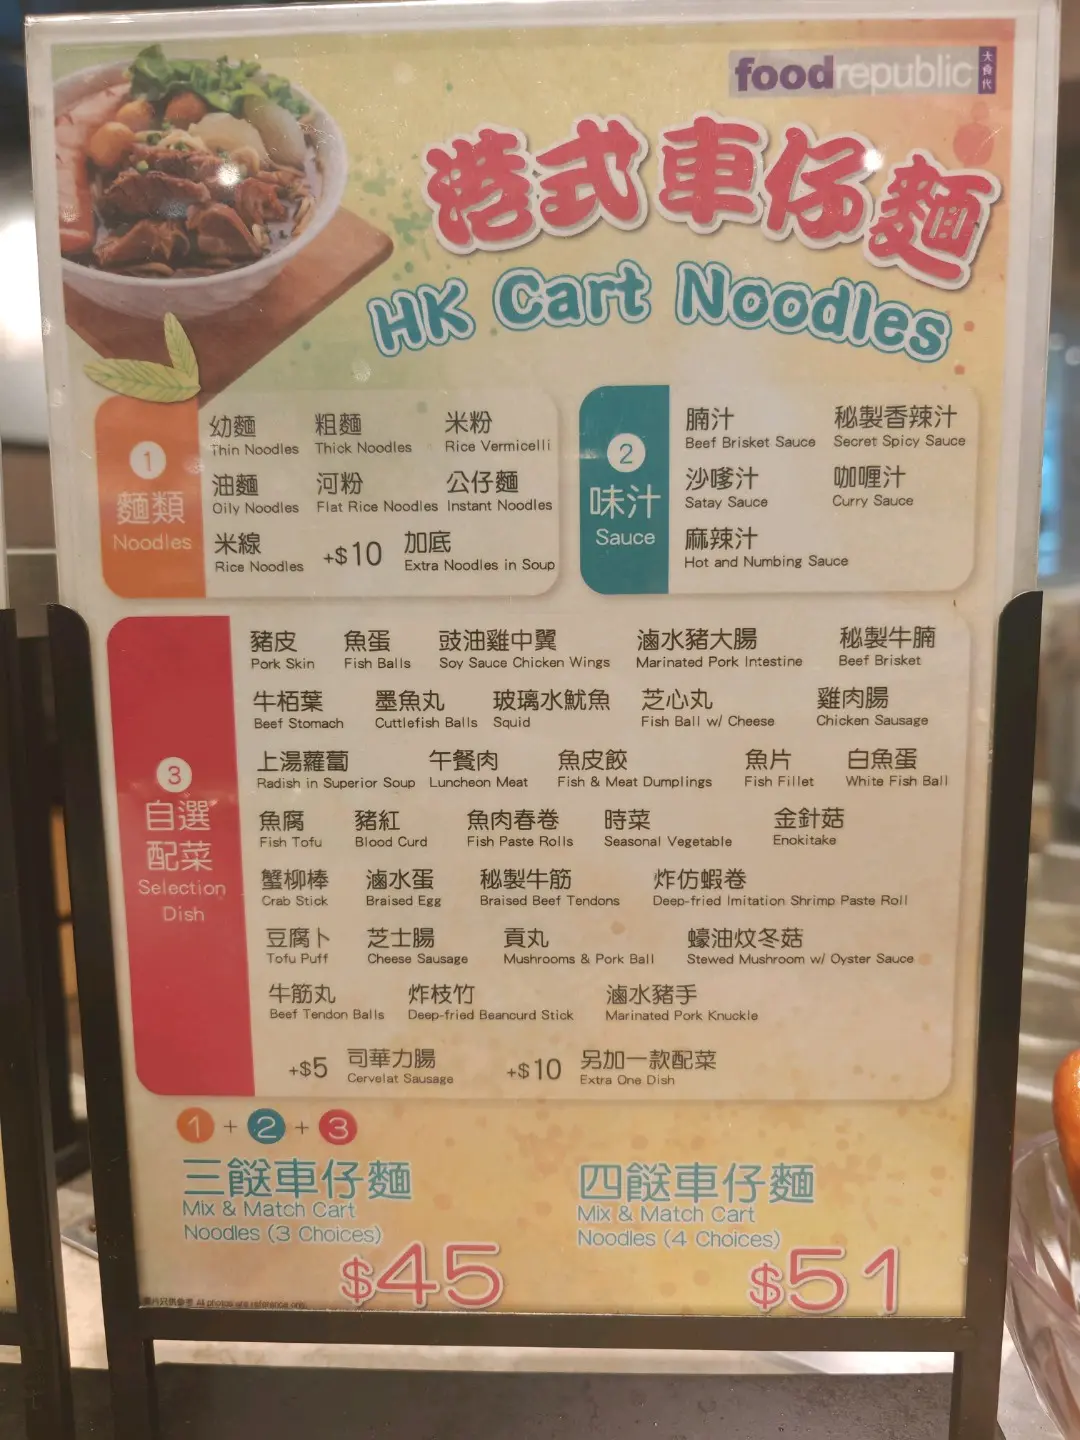 foodrepublic 大食代
港式車仔麵
HK Cart Noodles
1
麵類
Noodles
幼麵 粗麵 米粉
Thin Noodles Thick Noodles Rice Vermicelli
油麵 河粉 公仔麵
Oily Noodles Flat Rice Noodles Instant Noodles
米線 +$10 加底
Rice Noodles Extra Noodles in Soup
2
味汁
Sauce
腩汁 秘製香辣汁
Beef Brisket Sauce Secret Spicy Sauce
沙嗲汁 咖喱汁
Satay Sauce Curry Sauce
麻辣汁
Hot and Numbing Sauce
3
自選
配菜
Selection
Dish
豬皮 魚蛋 豉油雞中翼 滷水豬大腸 秘製牛腩
Pork Skin Fish Balls Soy Sauce Chicken Wings Marinated Pork Intestine Beef Brisket
牛栢葉 墨魚丸 玻璃水魷魚 芝心丸 雞肉腸
Beef Stomach Cuttlefish Balls Squid Fish Ball w/ Cheese Chicken Sausage
上湯蘿蔔 午餐肉 魚皮餃 魚片 白魚蛋
Radish in Superior Soup Luncheon Meat Fish & Meat Dumplings Fish Fillet White Fish Ball
魚腐 豬紅 魚肉春卷 時菜 金針菇
Fish Tofu Blood Curd Fish Paste Rolls Seasonal Vegetable Enokitake
蟹柳棒 滷水蛋 秘製牛筋 炸仿蝦卷
Crab Stick Braised Egg Braised Beef Tendons Deep-fried Imitation Shrimp Paste Roll
豆腐卜 芝士腸 貢丸 蠔油炆冬菇
Tofu Puff Cheese Sausage Mushrooms & Pork Ball Stewed Mushroom w/ Oyster Sauce
牛筋丸 炸枝竹 滷水豬手
Beef Tendon Balls Deep-fried Beancurd Stick Marinated Pork Knuckle
+$5 司華力腸 +$10 另加一款配菜
Cervelat Sausage Extra One Dish
1 + 2 + 3
三餸車仔麵
Mix & Match Cart
Noodles (3 Choices)
$45
四餸車仔麵
Mix & Match Cart
Noodles (4 Choices)
$51
圖片只供參考 All photos are reference only